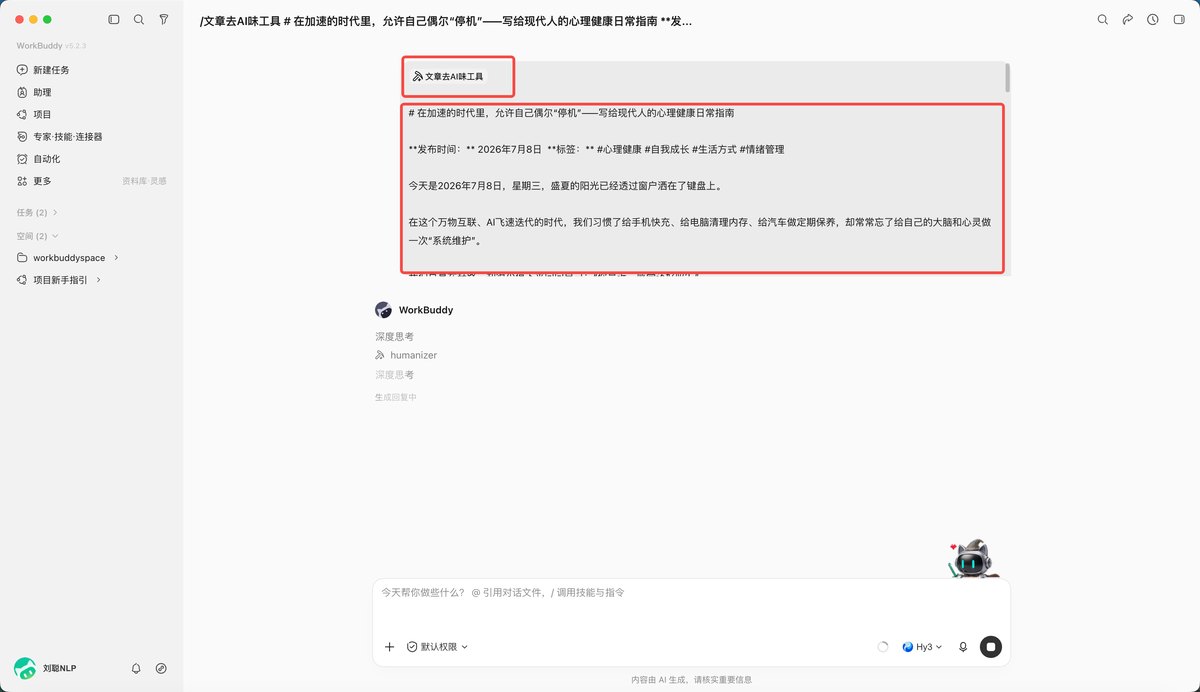 /文章去AI味工具 # 在加速的时代里，允许自己偶尔“停机”——写给现代人的心理健康日常指南 **发...
WorkBuddy v5.2.3
新建任务
助理
项目
专家·技能·连接器
自动化
更多
资料库·灵感
任务 (2)
空间 (2)
workbuddyspace
项目新手指引
文章去AI味工具
# 在加速的时代里，允许自己偶尔“停机”——写给现代人的心理健康日常指南
**发布时间：** 2026年7月8日 **标签：** #心理健康 #自我成长 #生活方式 #情绪管理
今天是2026年7月8日，星期三，盛夏的阳光已经透过窗户洒在了键盘上。
在这个万物互联、AI飞速迭代的时代，我们习惯了给手机快充、给电脑清理内存、给汽车做定期保养，却常常忘了给自己的大脑和心灵做
一次“系统维护”。
WorkBuddy
深度思考
humanizer
深度思考
生成回复中
今天帮你做些什么？ @ 引用对话文件，/ 调用技能与指令
默认权限
Hy3
刘聪NLP
内容由 AI 生成，请核实重要信息